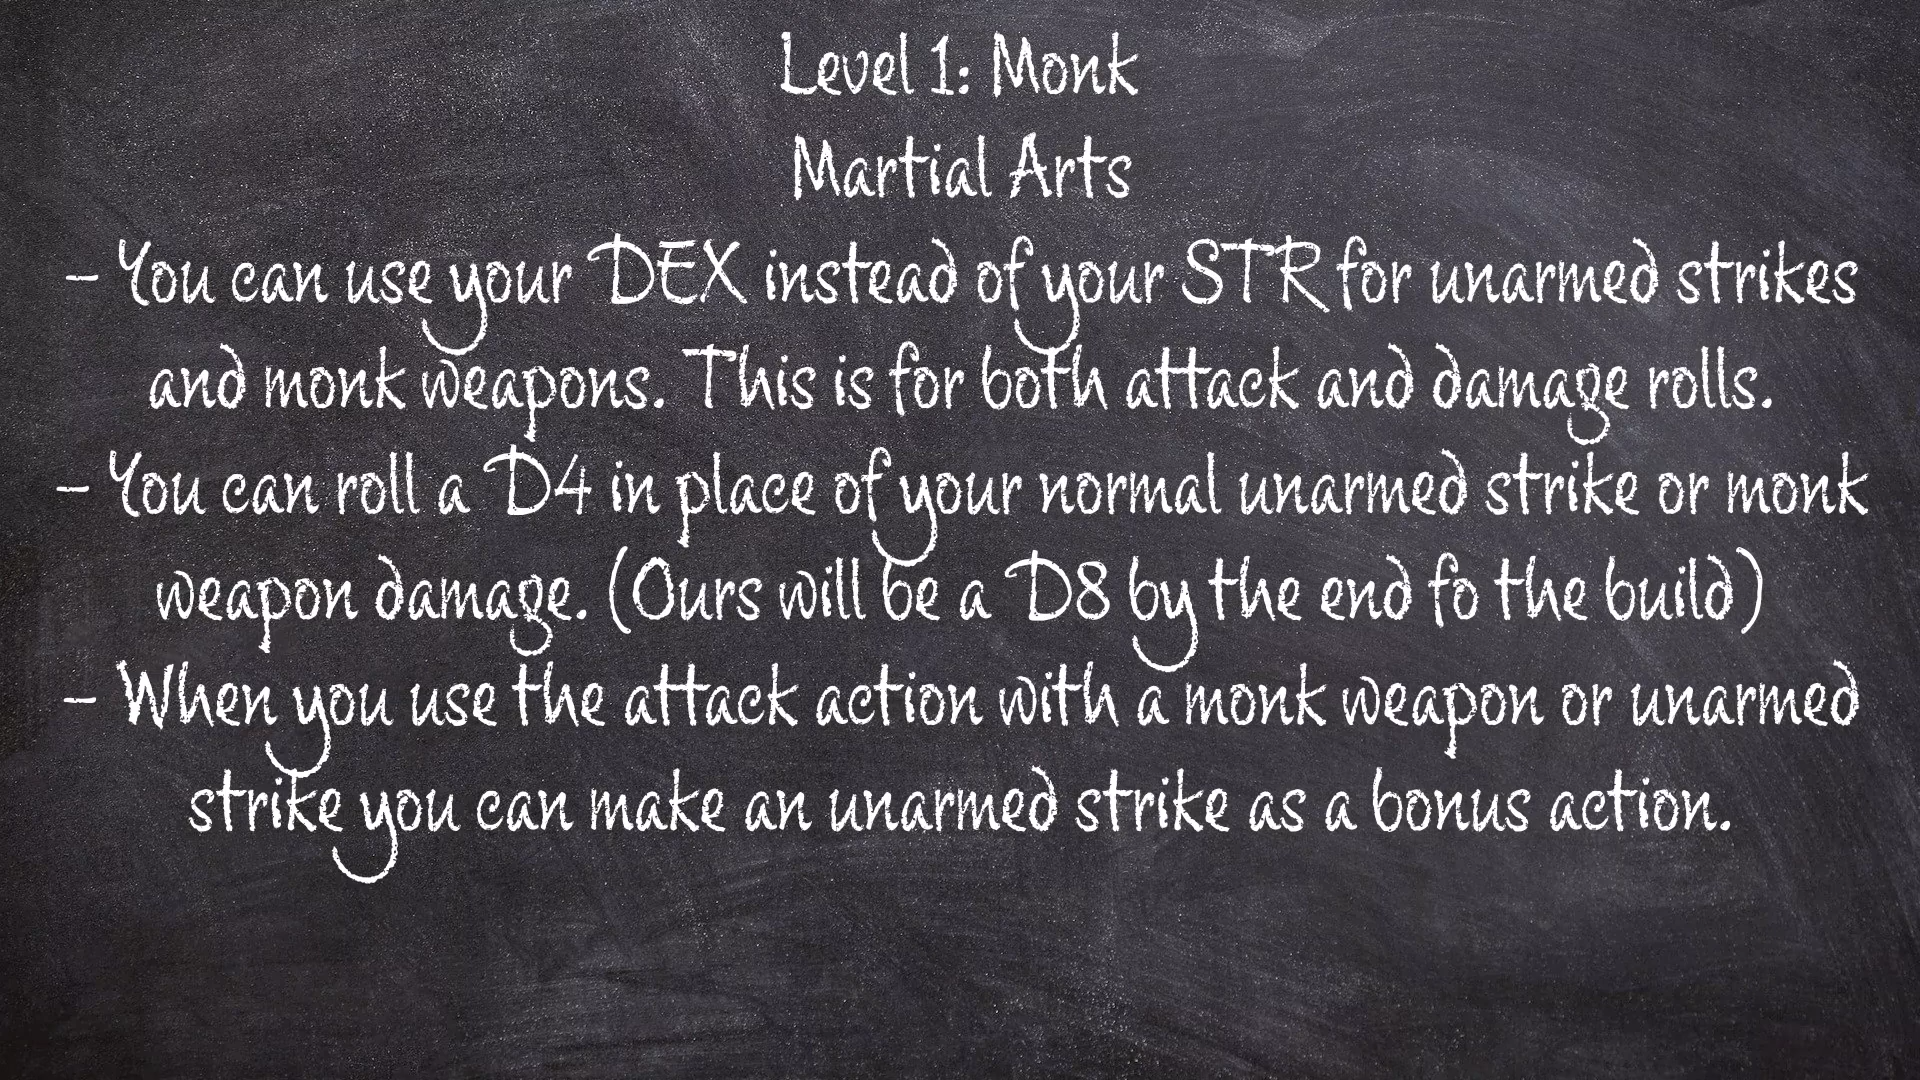 Level 1: Monk
Martial Arts
- You can use your DEX instead of your STR for unarmed strikes
and monk weapons. This is for both attack and damage rolls.
- You can roll a D4 in place of your normal unarmed strike or monk
weapon damage. (Ours will be a D8 by the end fo the build)
- When you use the attack action with a monk weapon or unarmed
strike you can make an unarmed strike as a bonus action.